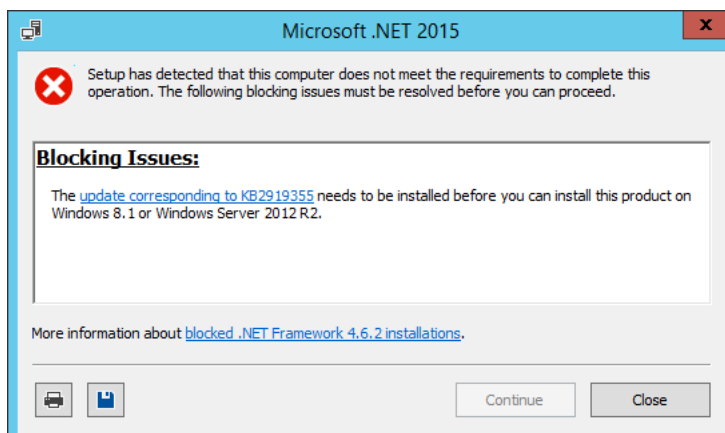 Microsoft .NET 2015
Setup has detected that this computer does not meet the requirements to complete this
operation. The following blocking issues must be resolved before you can proceed.
Blocking Issues:
The update corresponding to KB2919355 needs to be installed before you can install this product on
Windows 8.1 or Windows Server 2012 R2.
More information about blocked .NET Framework 4.6.2 installations.
Continue
Close